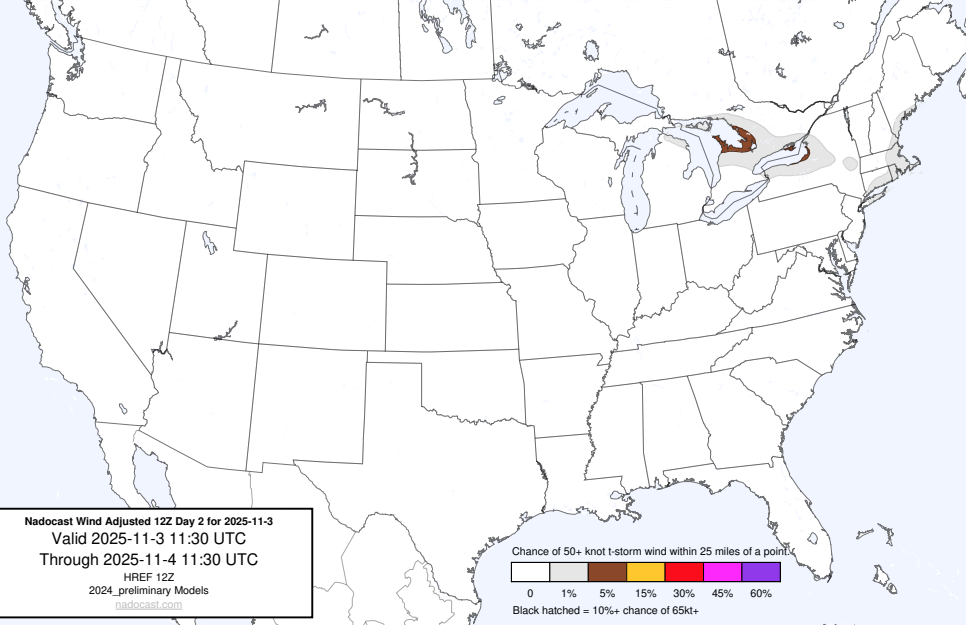 Nadocast Wind Adjusted 12Z Day 2 for 2025-11-3
Valid 2025-11-3 11:30 UTC
Through 2025-11-4 11:30 UTC
HREF 12Z
2024_preliminary Models
nadocast.com
Chance of 50+ knot t-storm wind within 25 miles of a point.
0 1% 5% 15% 30% 45% 60%
Black hatched = 10%+ chance of 65kt+